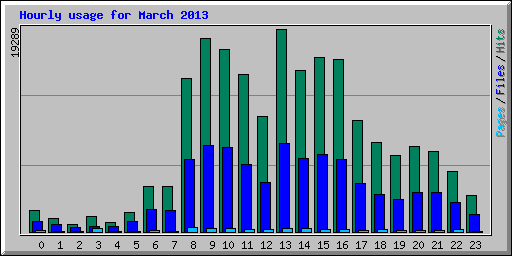 Hourly usage for March 2013
19289
Pages/Files/Hits
0 1 2 3 4 5 6 7 8 9 10 11 12 13 14 15 16 17 18 19 20 21 22 23